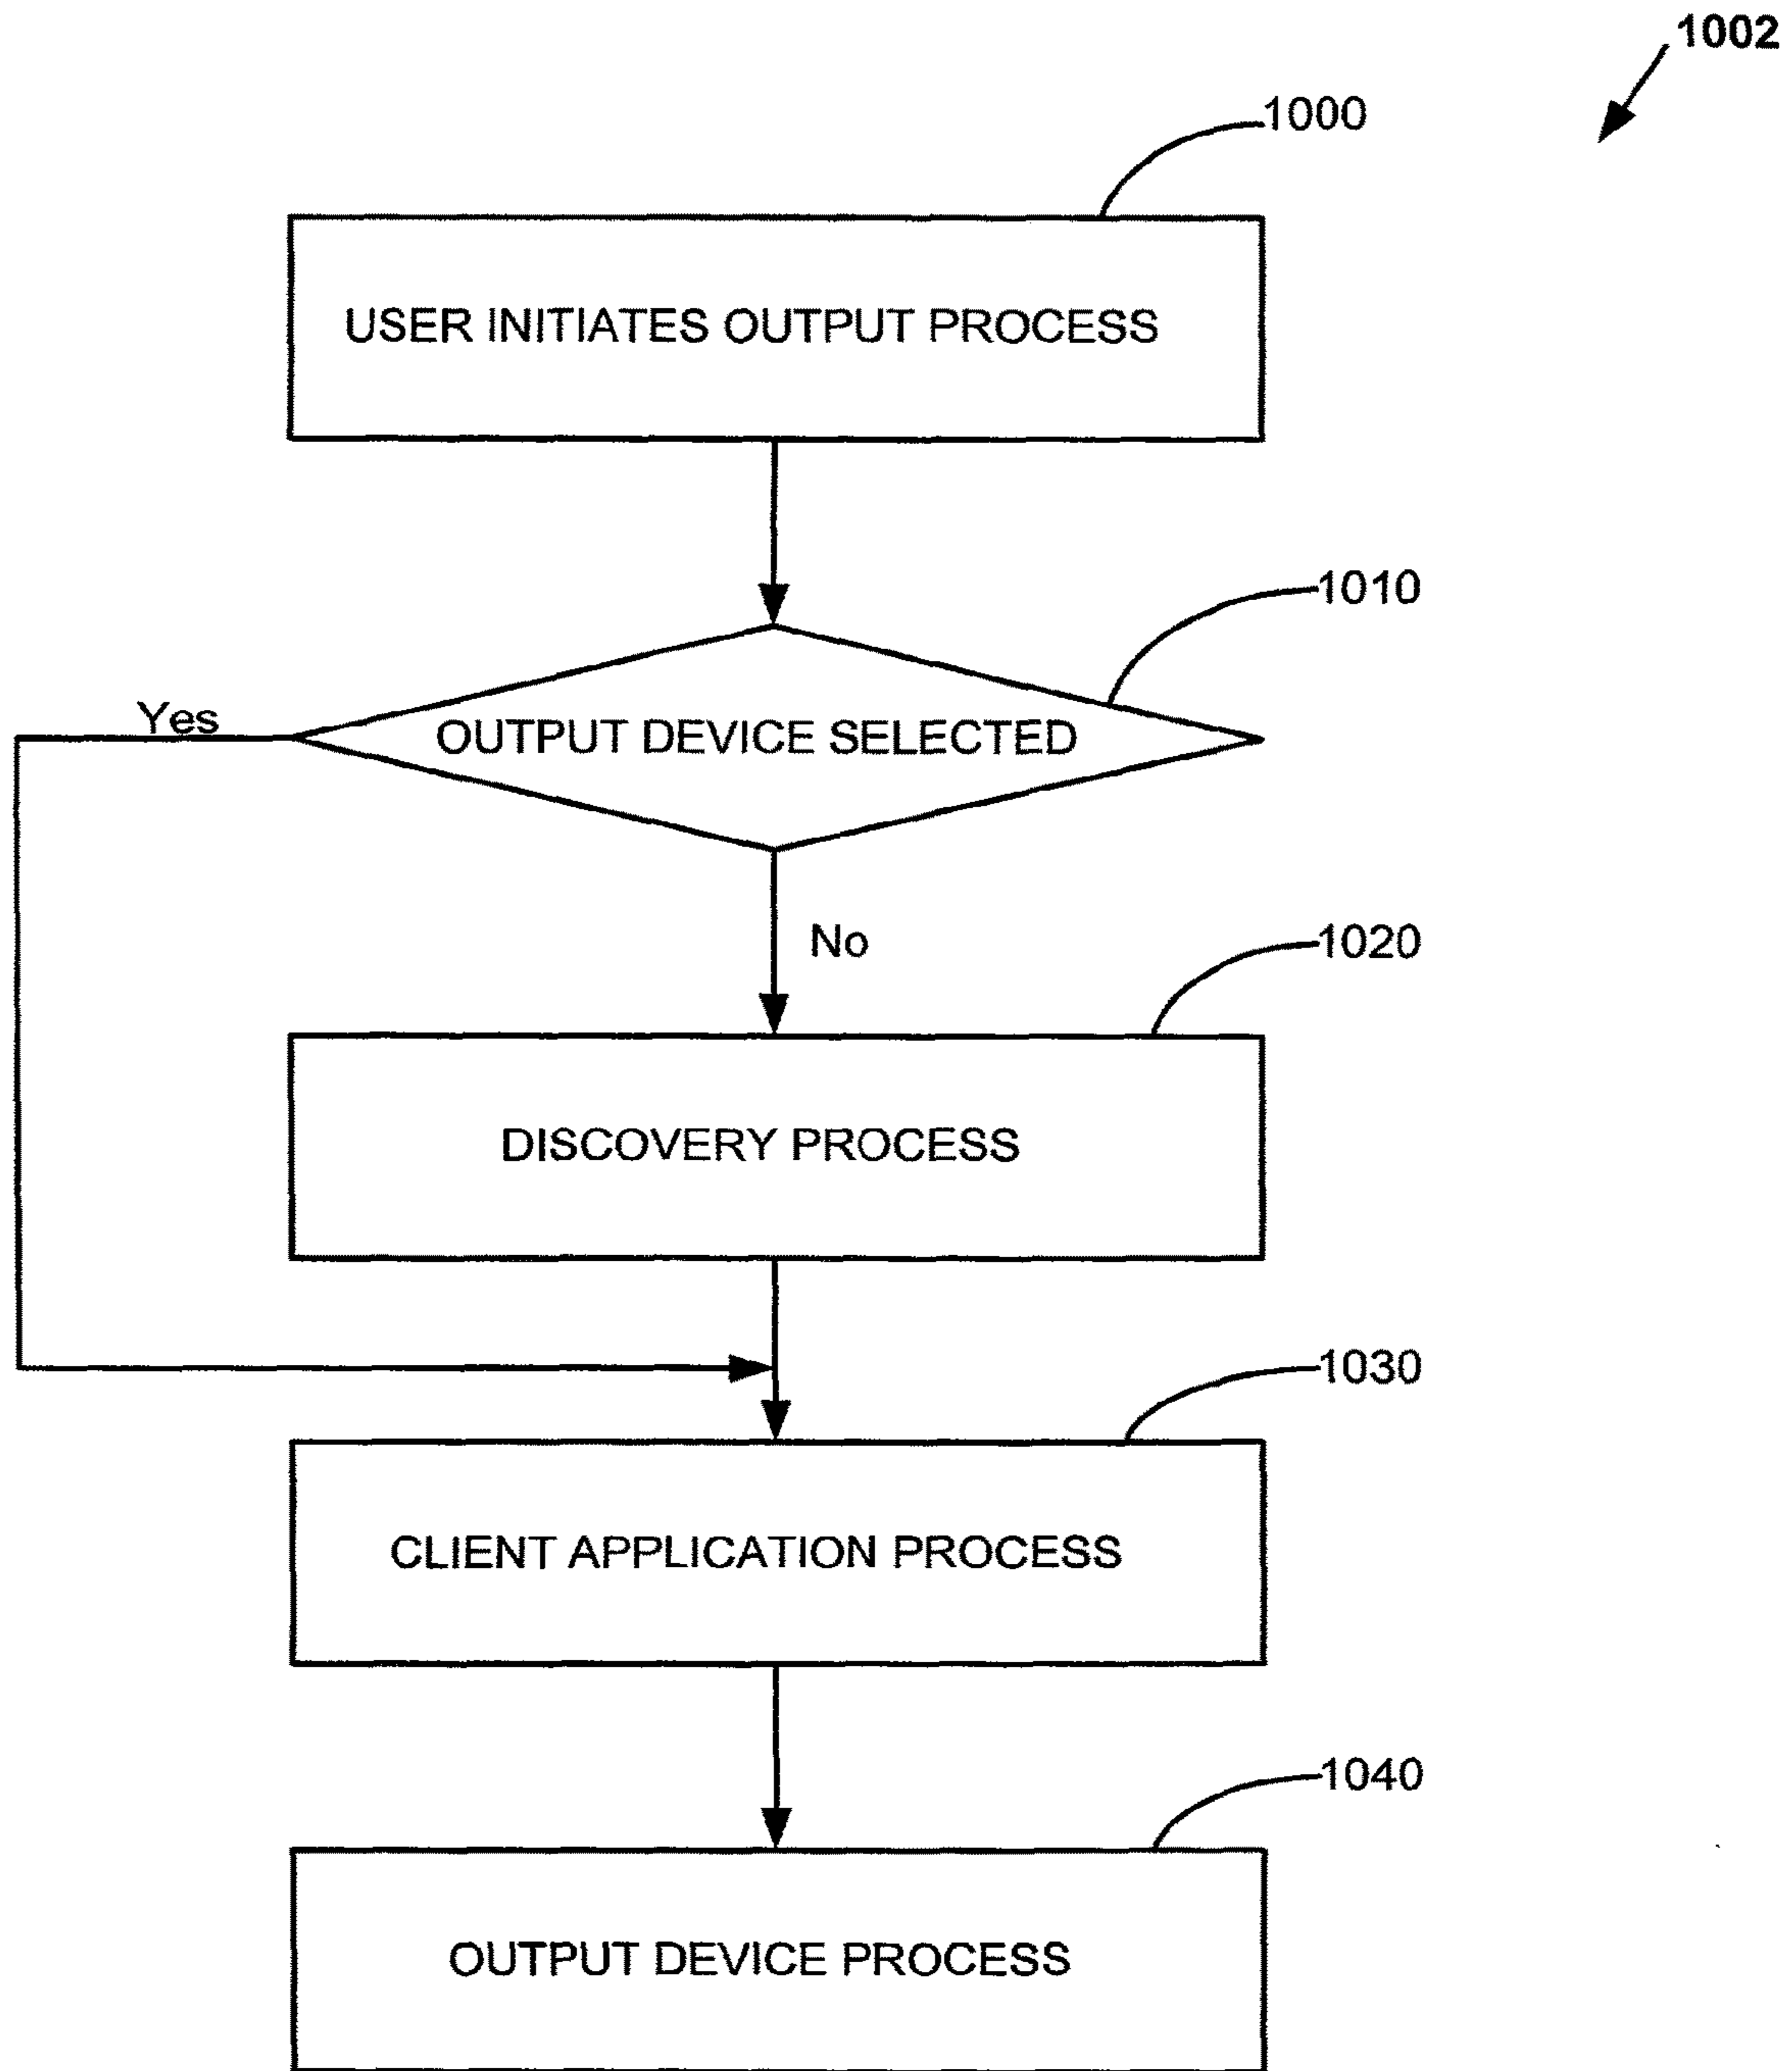 1002
1000
USER INITIATES OUTPUT PROCESS
1010
Yes
OUTPUT DEVICE SELECTED
No
1020
DISCOVERY PROCESS
1030
CLIENT APPLICATION PROCESS
1040
OUTPUT DEVICE PROCESS